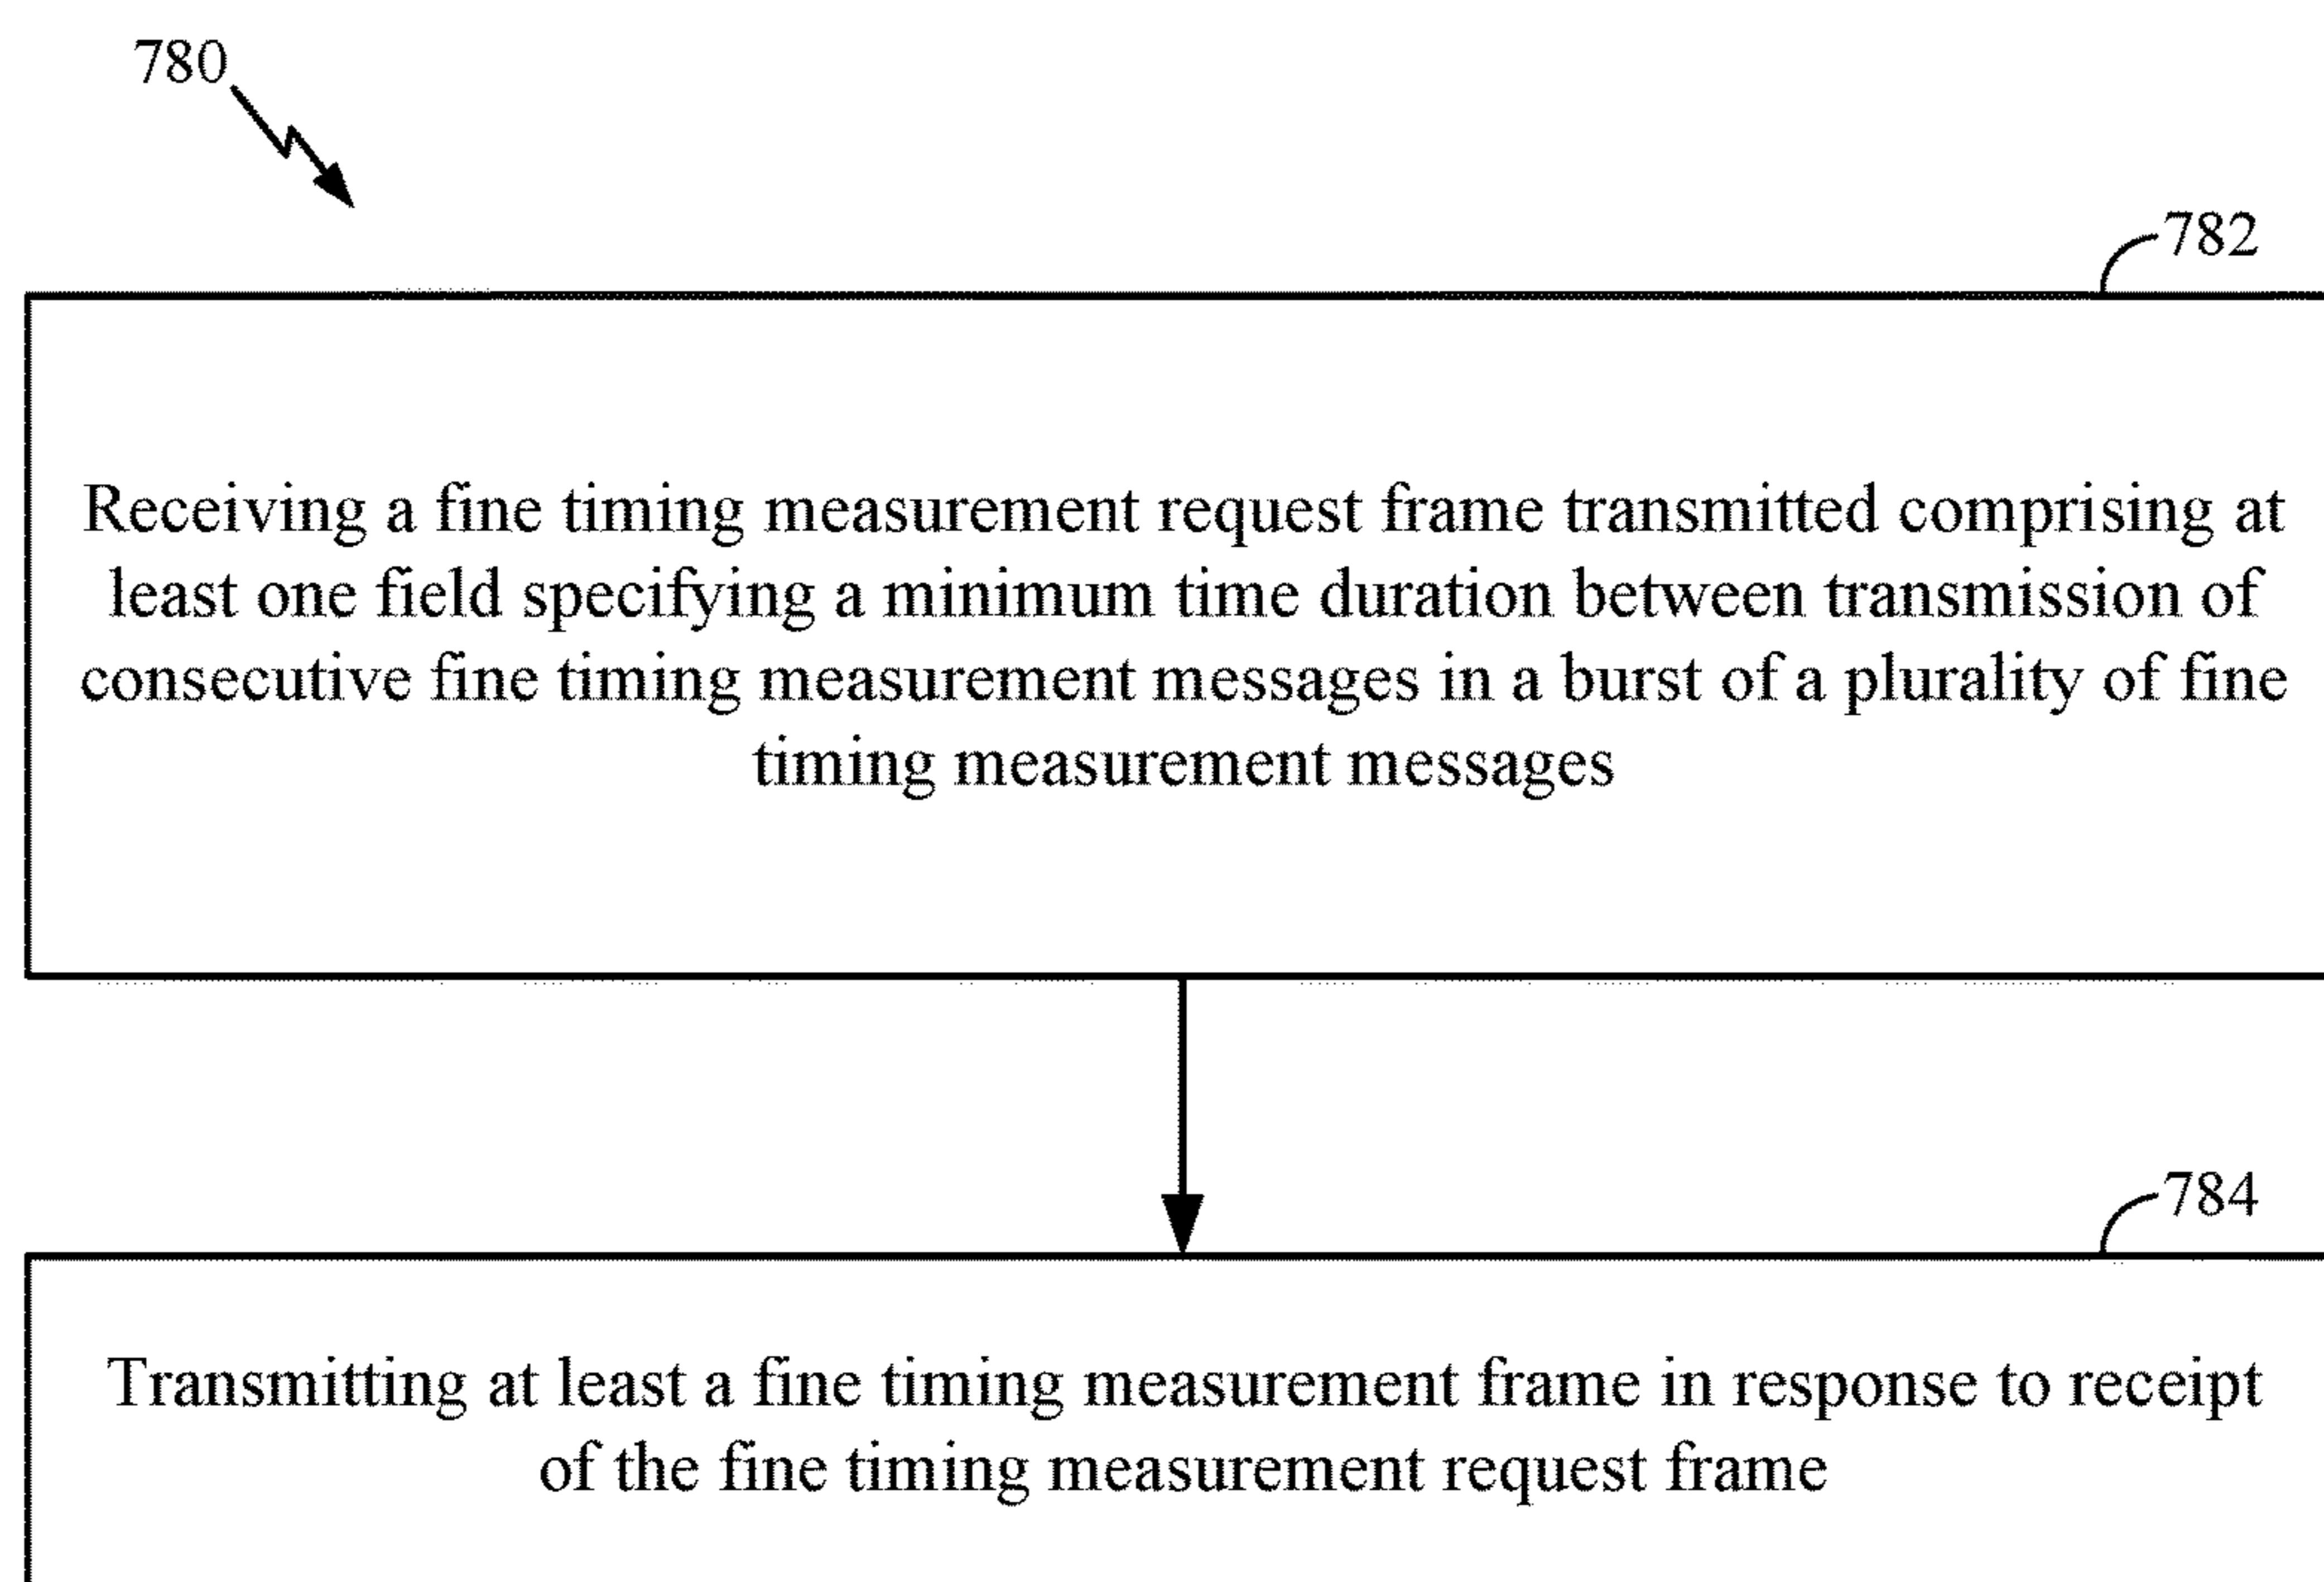 780
782
Receiving a fine timing measurement request frame transmitted comprising at
least one field specifying a minimum time duration between transmission of
consecutive fine timing measurement messages in a burst of a plurality of fine
timing measurement messages
784
Transmitting at least a fine timing measurement frame in response to receipt
of the fine timing measurement request frame